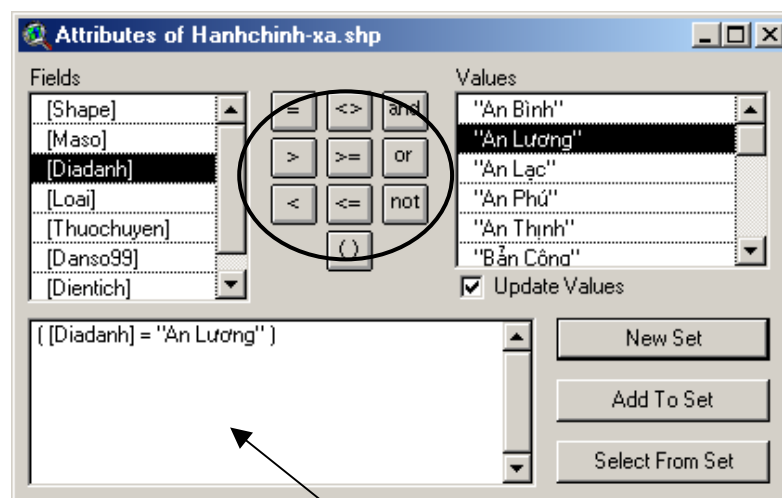 Attributes of Hanhchinh-xa.shp
Fields
[Shape]
[Maso]
[Diadanh]
[Loai]
[Thuochuyen]
[Danso99]
[Dientich]
= <> and
> >= or
< <= not
( )
Values
"An Bình"
"An Lương"
"An Lạc"
"An Phú"
"An Thịnh"
"Bản Công"
Update Values
( [Diadanh] = "An Lương" )
New Set
Add To Set
Select From Set